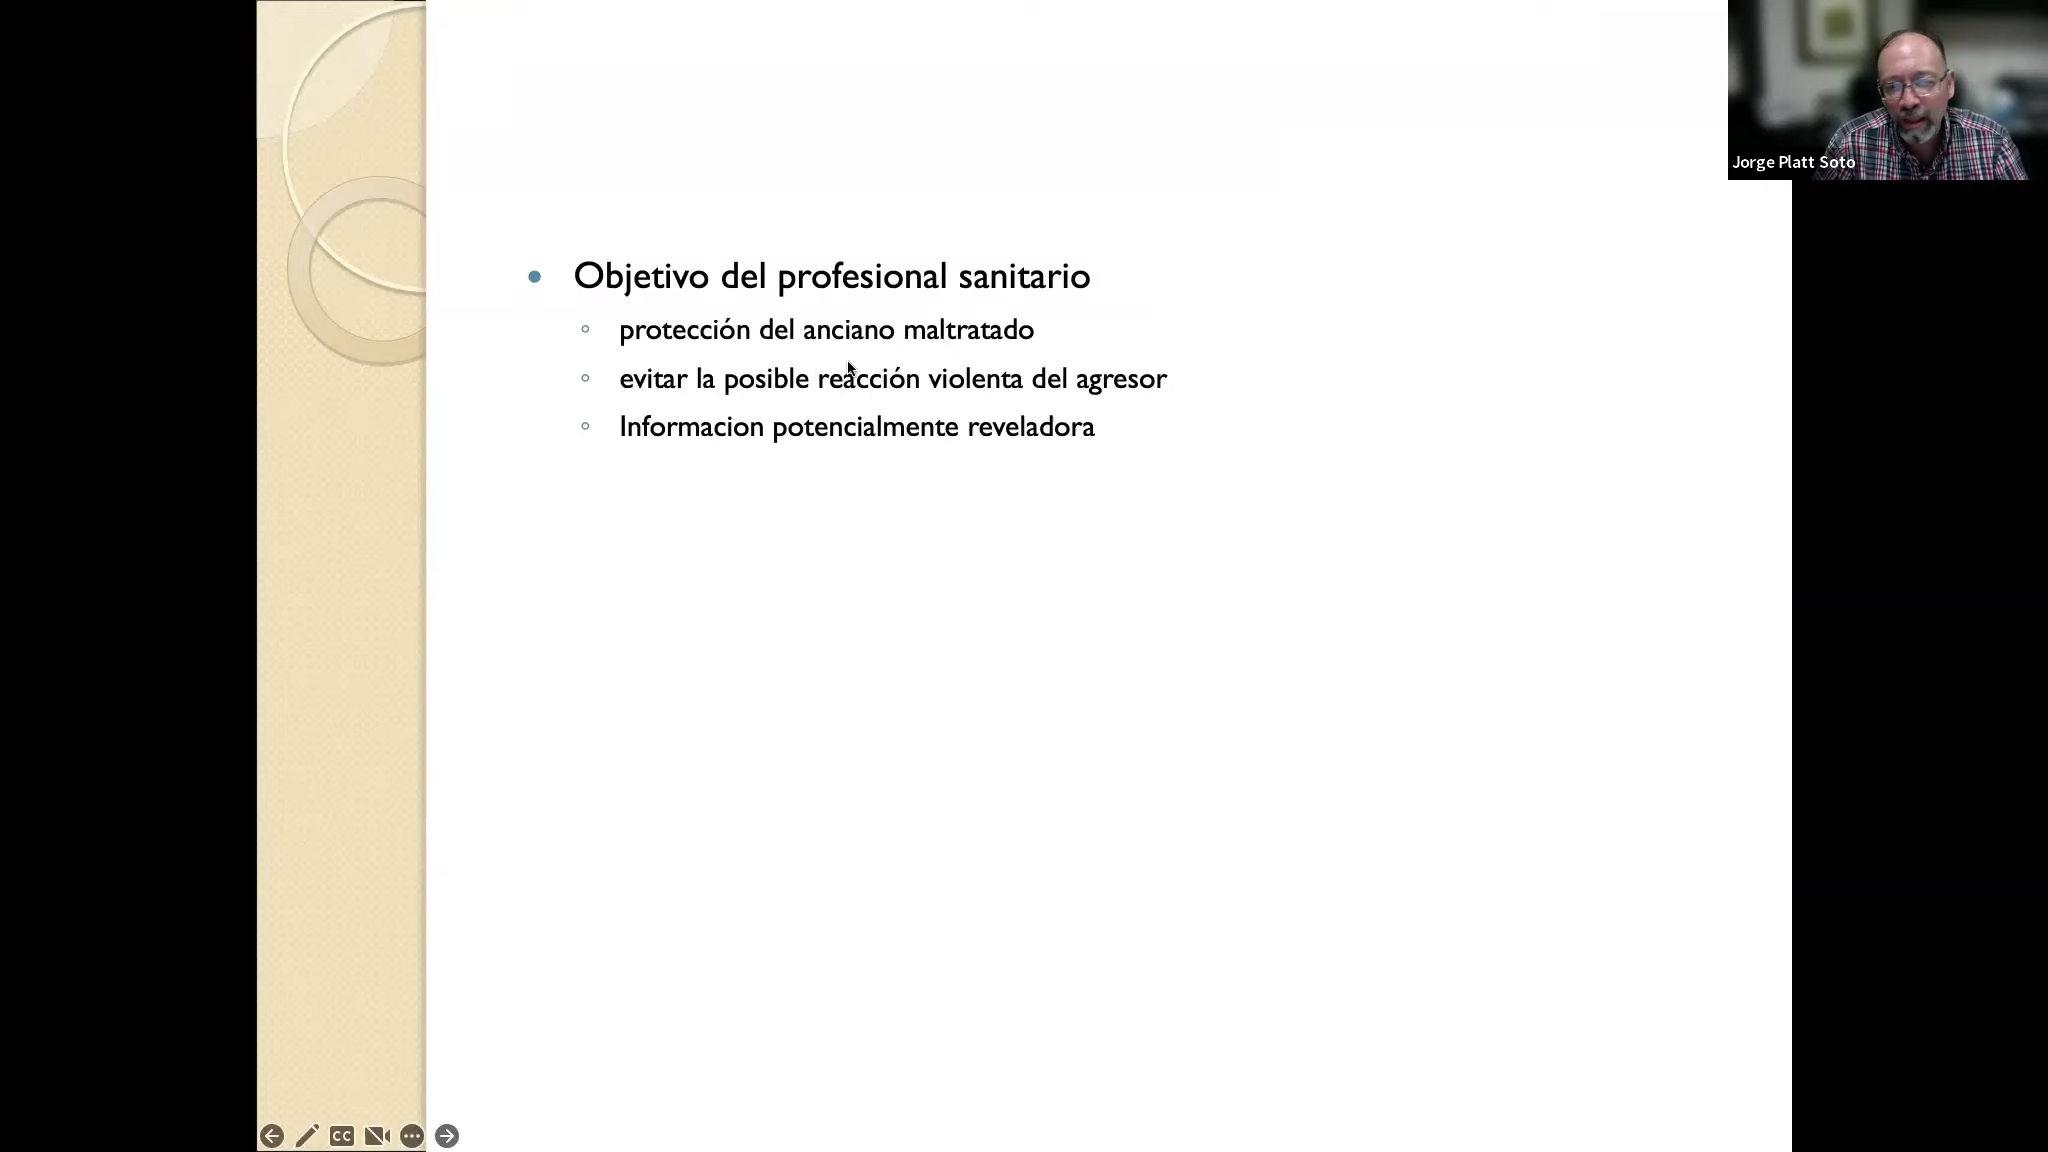 Objetivo del profesional sanitario
protección del anciano maltratado
evitar la posible reacción violenta del agresor
Informacion potencialmente reveladora
Jorge Platt Soto
CC